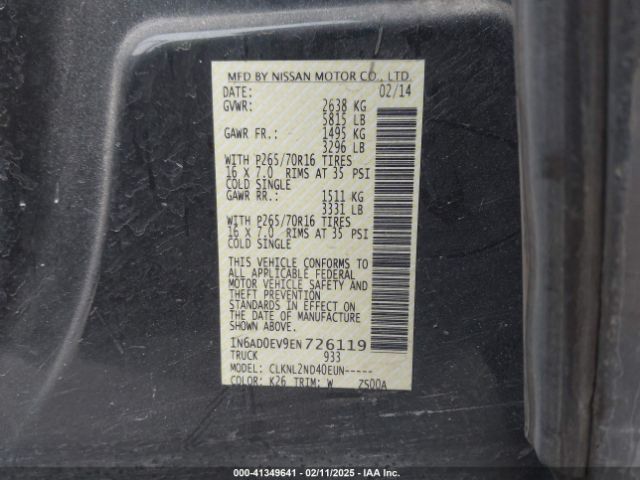 MFD BY NISSAN MOTOR CO., LTD.
DATE: 02/14
GVWR: 2638 KG
5815 LB
GAWR FR.: 1495 KG
3296 LB
WITH P265/70R16 TIRES
16 X 7.0 RIMS AT 35 PSI
COLD SINGLE
GAWR RR.: 1511 KG
3331 LB
WITH P265/70R16 TIRES
16 X 7.0 RIMS AT 35 PSI
COLD SINGLE
THIS VEHICLE CONFORMS TO
ALL APPLICABLE FEDERAL
MOTOR VEHICLE SAFETY AND
THEFT PREVENTION
STANDARDS IN EFFECT ON
THE DATE OF MANUFACTURE
SHOWN ABOVE
1N6AD0EV9EN726119
TRUCK 933
MODEL: CLKNL2ND40EUN-----
COLOR: K26 TRIM: W ZS00A
000-41349641 - 02/11/2025 - IAA Inc.